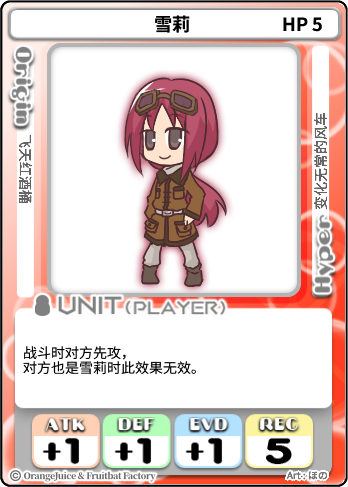 雪莉
HP 5
Origin
飞天红酒桶
Hyper
变化无常的风车
UNIT(PLAYER)
战斗时对方先攻，
对方也是雪莉时此效果无效。
ATK
DEF
EVD
REC
+1
+1
+1
5
© OrangeJuice & Fruitbat Factory
Art : ほの